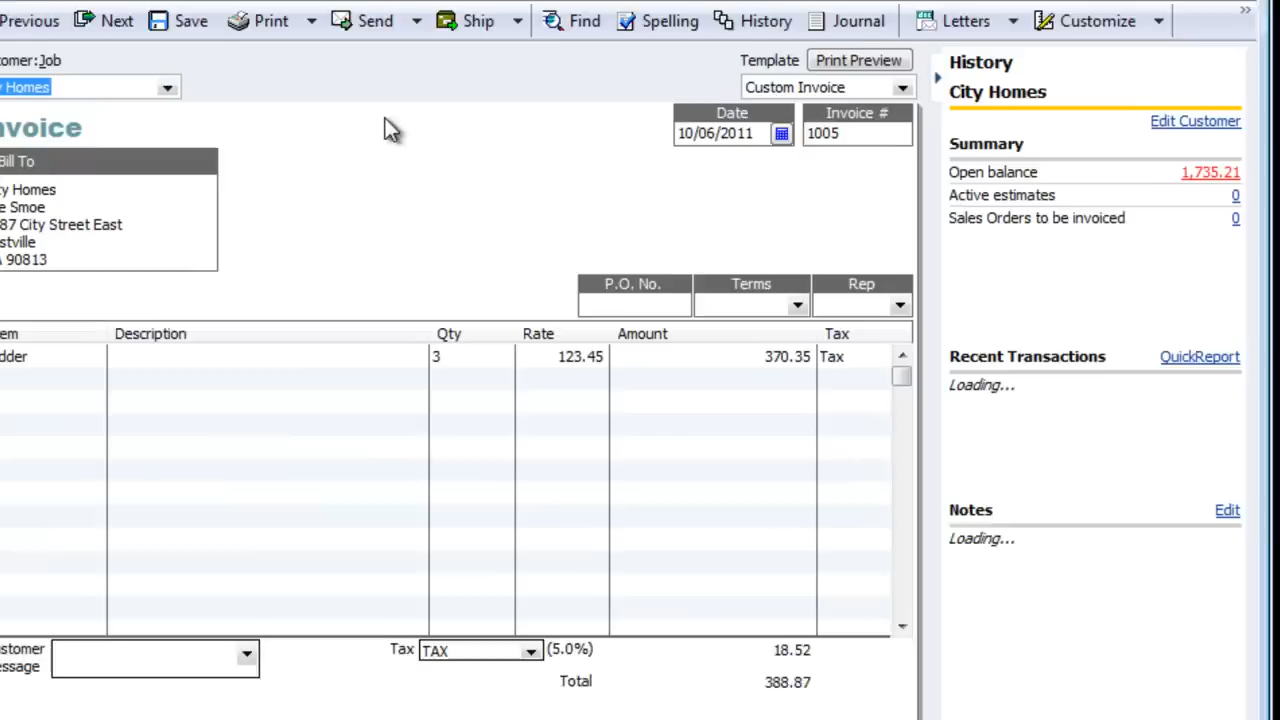 Previous Next Save Print Send Ship Find Spelling History Journal Letters Customize »
omer:Job
y Homes
Template Print Preview
Custom Invoice
nvoice
Date Invoice #
10/06/2011 1005
Bill To
ty Homes
e Smoe
87 City Street East
stville
A 90813
P.O. No. Terms Rep
em Description Qty Rate Amount Tax
dder 3 123.45 370.35 Tax
ustomer
essage
Tax TAX (5.0%) 18.52
Total 388.87
History
City Homes
Edit Customer
Summary
Open balance 1,735.21
Active estimates 0
Sales Orders to be invoiced 0
Recent Transactions QuickReport
Loading...
Notes Edit
Loading...